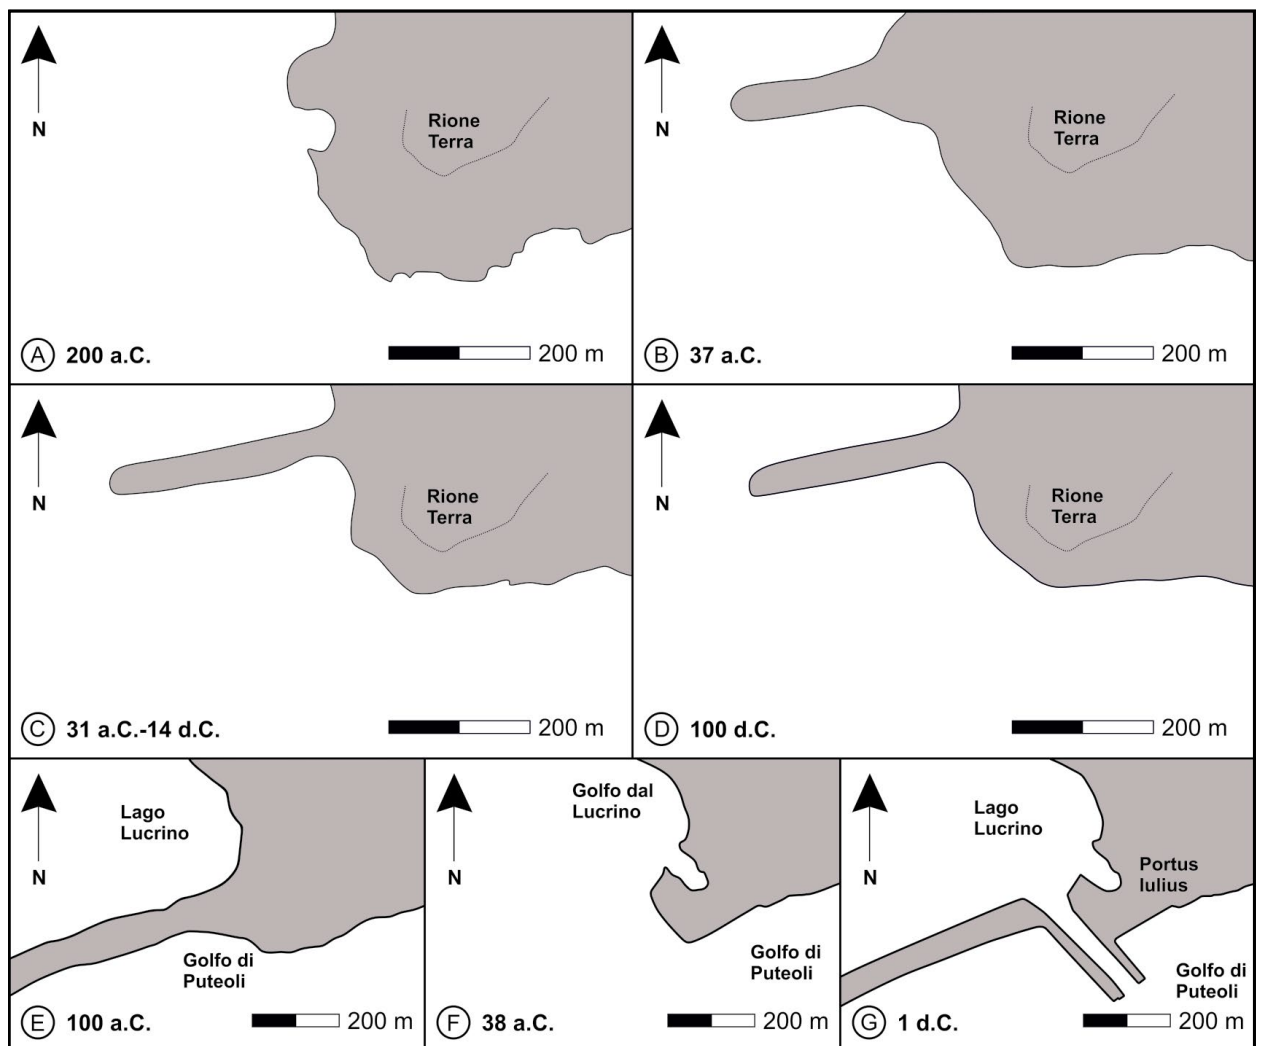 N
Rione
Terra
A 200 a.C.
200 m
N
Rione
Terra
B 37 a.C.
200 m
N
Rione
Terra
C 31 a.C.-14 d.C.
200 m
N
Rione
Terra
D 100 d.C.
200 m
Lago
Lucrino
N
Golfo di
Puteoli
E 100 a.C.
200 m
Golfo dal
Lucrino
N
Golfo di
Puteoli
F 38 a.C.
200 m
Lago
Lucrino
N
Portus
Iulius
Golfo di
Puteoli
G 1 d.C.
200 m